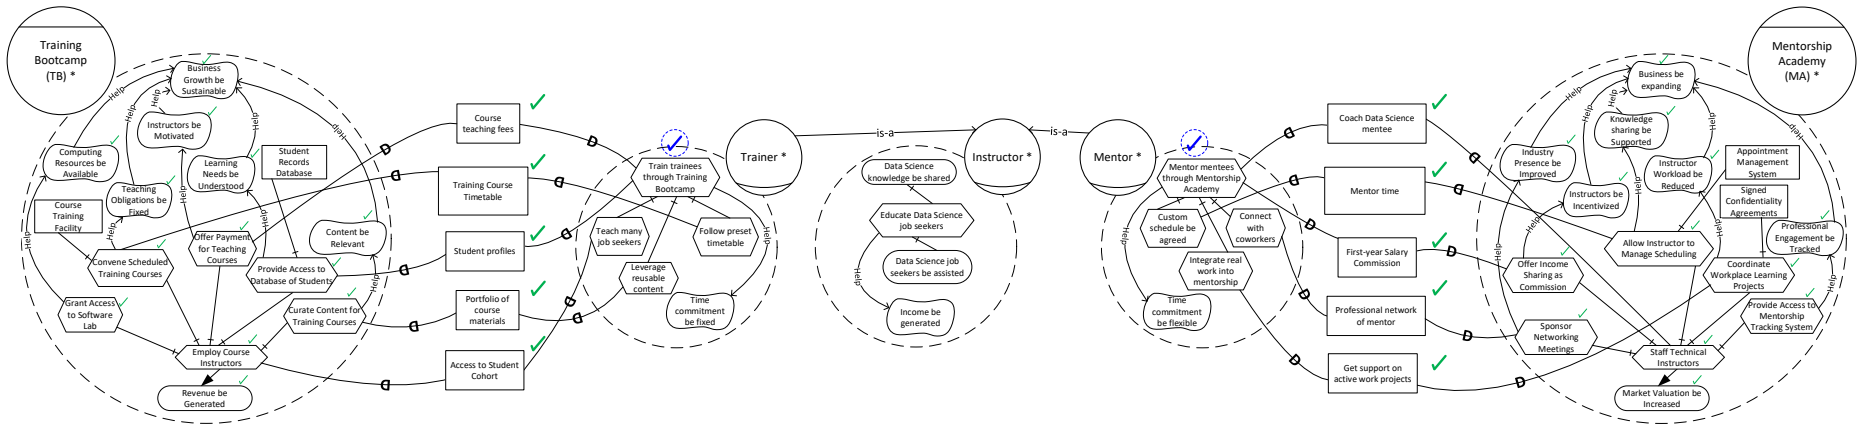 Training
Bootcamp
(TB) *
Business
Growth be
Sustainable
Help
Help
Help
Help
Help
Instructors be
Motivated
Computing
Resources be
Available
Learning
Needs be
Understood
Student
Records
Database
Teaching
Obligations be
Fixed
Course
Training
Facility
Help
Help
Help
Help
Help
Content be
Relevant
Offer Payment
for Teaching
Courses
Convene Scheduled
Training Courses
Provide Access to
Database of Students
Grant Access
to Software
Lab
Curate Content for
Training Courses
Employ Course
Instructors
Revenue be
Generated
Course
teaching fees
Training Course
Timetable
Student profiles
Portfolio of
course
materials
Access to Student
Cohort
D
D
D
D
D
D
D
D
D
D
Train trainees
through Training
Bootcamp
Teach many
job seekers
Follow preset
timetable
Leverage
reusable
content
Help
Time
commitment
be fixed
Trainer *
is-a
Instructor *
is-a
Mentor *
Data Science
knowledge be shared
Educate Data Science
job seekers
Data Science job
seekers be assisted
Help
Income be
generated
Mentor mentees
through Mentorship
Academy
Custom
schedule be
agreed
Connect
with
coworkers
Integrate real
work into
mentorship
Help
Time
commitment
be flexible
D
D
D
D
D
D
D
D
D
D
Coach Data Science
mentee
Mentor time
First-year Salary
Commission
Professional network
of mentor
Get support on
active work projects
Mentorship
Academy
(MA) *
Business be
expanding
Help
Help
Help
Help
Help
Knowledge
sharing be
Supported
Industry
Presence be
Improved
Instructor
Workload be
Reduced
Appointment
Management
System
Instructors be
Incentivized
Signed
Confidentiality
Agreements
Help
Help
Help
Help
Help
Professional
Engagement be
Tracked
Allow Instructor to
Manage Scheduling
Offer Income
Sharing as
Commission
Coordinate
Workplace Learning
Projects
Provide Access to
Mentorship
Tracking System
Sponsor
Networking
Meetings
Staff Technical
Instructors
Market Valuation be
Increased